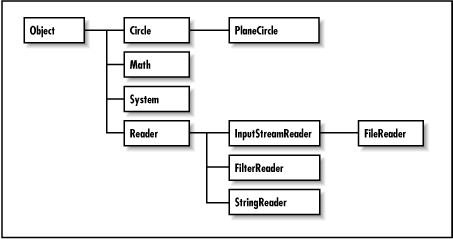 Object
Circle
PlaneCircle
Math
System
Reader
InputStreamReader
FileReader
FilterReader
StringReader